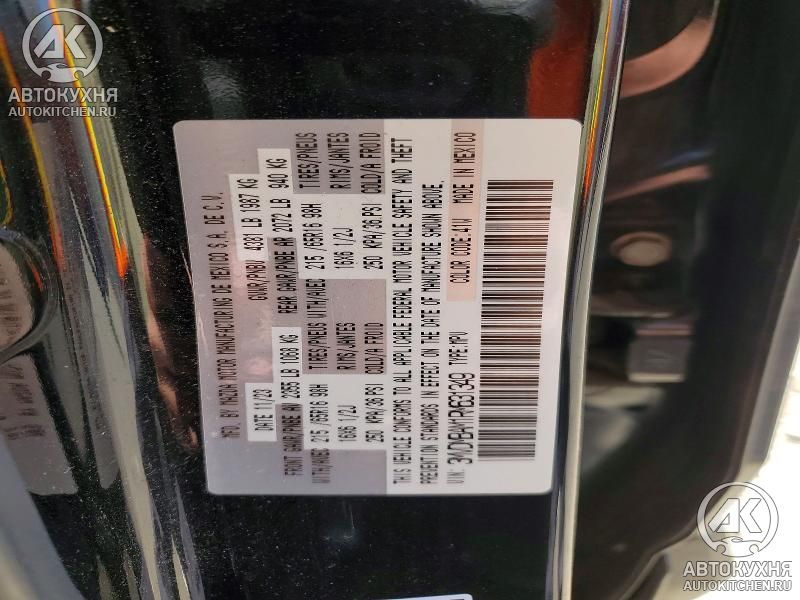 АВТОКУХНЯ
AUTOKITCHEN.RU
MFD. BY MAZDA MOTOR MANUFACTURING DE MEXICO S.A. DE C.V.
DATE 11/23 GVWR/PNBV 4381 LB 1987 KG
FRONT GAWR/PNBE AV 2355 LB 1068 KG REAR GAWR/PNBE AR 2072 LB 940 KG
WITH/AVEC 215 /65R16 98H TIRES/PNEUS WITH/AVEC 215 /65R16 98H TIRES/PNEUS
16X6 1/2J RIMS/JANTES 16X6 1/2J RIMS/JANTES
250 KPA/36 PSI COLD/A FROID 250 KPA/36 PSI COLD/A FROID
THIS VEHICLE CONFORMS TO ALL APPLICABLE FEDERAL MOTOR VEHICLE SAFETY AND THEFT
PREVENTION STANDARDS IN EFFECT ON THE DATE OF MANUFACTURE SHOWN ABOVE.
VIN: TYPE:MPV COLOR CODE:41W MADE IN MEXICO
АВТОКУХНЯ
AUTOKITCHEN.RU